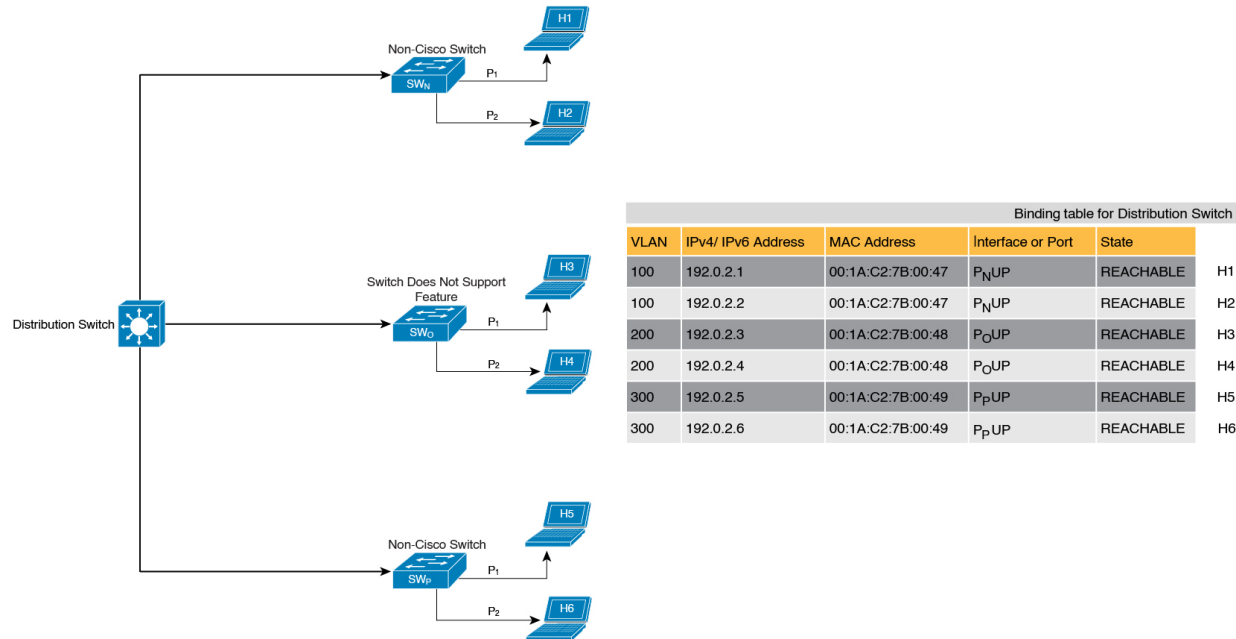 H1
Non-Cisco Switch
SWN
P1
P2
H2
Switch Does Not Support
Feature
H3
SWO
P1
P2
H4
Distribution Switch
H5
Non-Cisco Switch
SWP
P1
P2
H6
Binding table for Distribution Switch
VLAN IPv4/ IPv6 Address MAC Address Interface or Port State
100 192.0.2.1 00:1A:C2:7B:00:47 PNUP REACHABLE H1
100 192.0.2.2 00:1A:C2:7B:00:47 PNUP REACHABLE H2
200 192.0.2.3 00:1A:C2:7B:00:48 POUP REACHABLE H3
200 192.0.2.4 00:1A:C2:7B:00:48 POUP REACHABLE H4
300 192.0.2.5 00:1A:C2:7B:00:49 PPUP REACHABLE H5
300 192.0.2.6 00:1A:C2:7B:00:49 PPUP REACHABLE H6